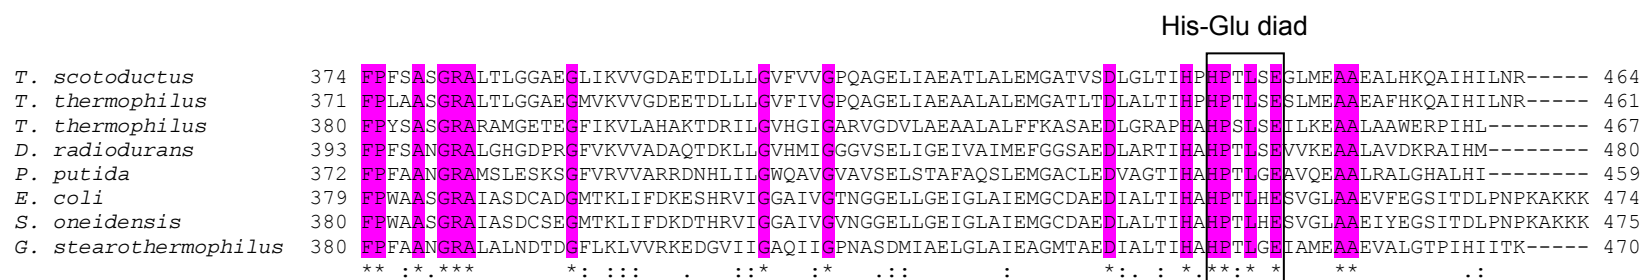 His-Glu diad
T. scotoductus 374 FPFSASGRALTLGGAEGLIKVVGDAETDLLLGVFVVGPQAGELIAEATLALEMGATVSDLGLTIHPHPTLSEGLMEAAEALHKQAIHILNR----- 464
T. thermophilus 371 FPLAASGRALTLGGAEGMVKVVGDEETDLLLGVFIVGPQAGELIAEAALALEMGATLTDLALTIHPHPTLSESLMEAAEAFHKQAIHILNR----- 461
T. thermophilus 380 FPYSASGRARAMGETEGFIKVLAHAKTDRILGVHGIGARVGDVLAEAALALFFKASAEDLGRAPHAHPSLSEILKEAALAAWERPIHL-------- 467
D. radiodurans 393 FPFSANGRALGHGDPRGFVKVVADAQTDKLLGVHMIGGGVSELIGEIVAIMEFGGSAEDLARTIHAHPTLSEVVKEAALAVDKRAIHM-------- 480
P. putida 372 FPFAANGRAMSLESKSGFVRVVARRDNHLILGWQAVGVAVSELSTAFAQSLEMGACLEDVAGTIHAHPTLGEAVQEAALRALGHALHI-------- 459
E. coli 379 FPWAASGRAIASDCADGMTKLIFDKESHRVIGGAIVGTNGGELLGEIGLAIEMGCDAEDIALTIHAHPTLHESVGLAAEVFEGSITDLPNPKAKKK 474
S. oneidensis 380 FPWAASGRAIASDCSEGMTKLIFDKDTHRVIGGAIVGVNGGELLGEIGLAIEMGCDAEDLALTIHAHPTLHESVGLAAEIYEGSITDLPNPKAKKK 475
G. stearothermophilus 380 FPFAANGRALALNDTDGFLKLVVRKEDGVIIGAQIIGPNASDMIAELGLAIEAGMTAEDIALTIHAHPTLGEIAMEAAEVALGTPIHIITK----- 470
** :*.*** *: ::: . ::* :* .:: : *:. : *.**:* * ** .: